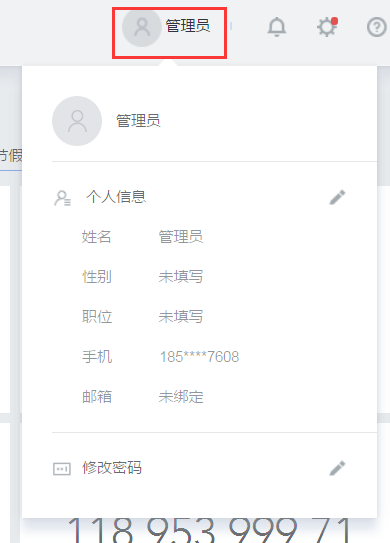 管理员
管理员
节假
个人信息
姓名 管理员
性别 未填写
职位 未填写
手机 185****7608
邮箱 未绑定
修改密码
118,953,999.71